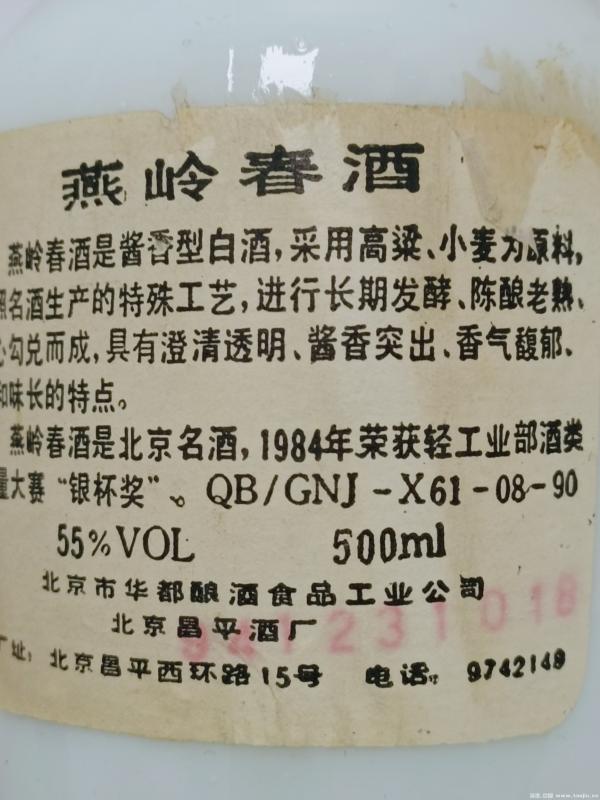 燕岭春酒
燕岭春酒是酱香型白酒,采用高粱、小麦为原料,
名酒生产的特殊工艺,进行长期发酵、陈酿老熟、
勾兑而成,具有澄清透明、酱香突出、香气馥郁、
味长的特点。
燕岭春酒是北京名酒,1984年荣获轻工业部酒类
量大赛“银杯奖”。QB/GNJ-X61-08-90
55%VOL 500ml
北京市华都酿酒食品工业公司
北京昌平酒厂
941231018
厂址:北京昌平西环路15号 电话:9742149